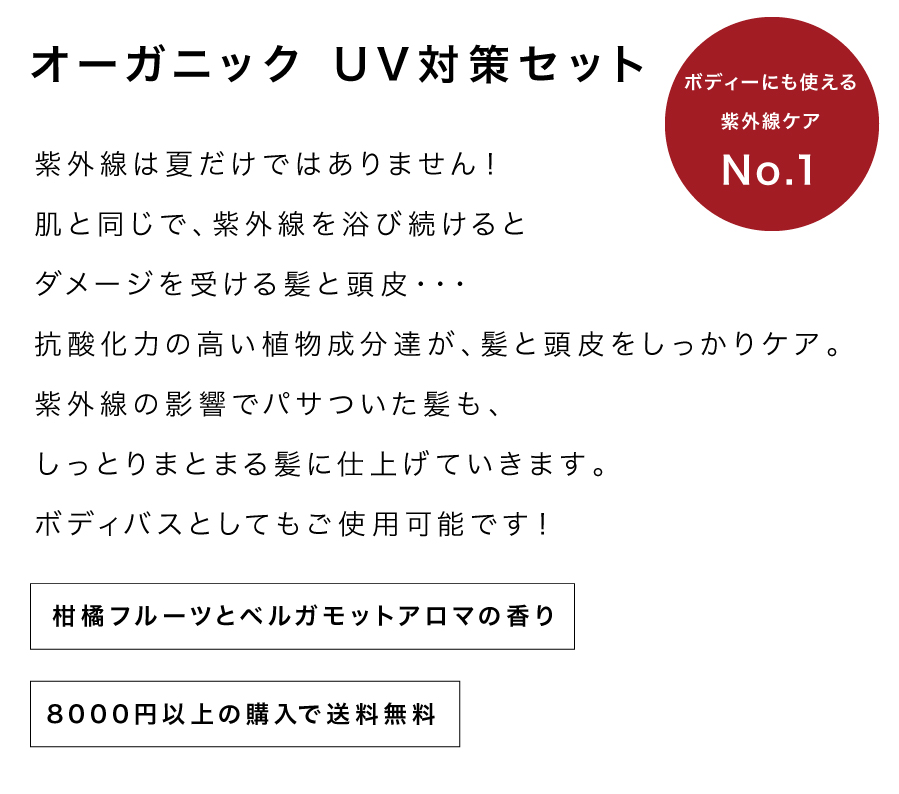 オーガニック UV対策セット
ボディーにも使える
紫外線ケア
No.1
紫外線は夏だけではありません!
肌と同じで、紫外線を浴び続けると
ダメージを受ける髪と頭皮・・・
抗酸化力の高い植物成分達が、髪と頭皮をしっかりケア。
紫外線の影響でパサついた髪も、
しっとりまとまる髪に仕上げていきます。
ボディバスとしてもご使用可能です!
柑橘フルーツとベルガモットアロマの香り
8000円以上の購入で送料無料